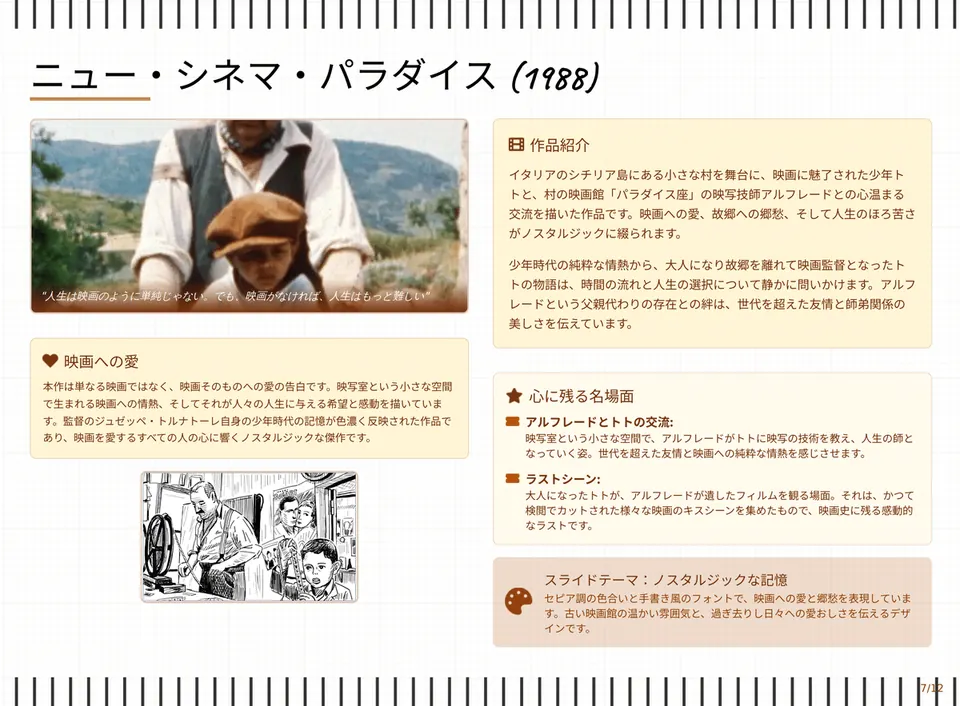 ニュー・シネマ・パラダイス (1988)
"人生は映画のように単純じゃない。でも、映画がなければ、人生はもっと難しい"
映画への愛
本作は単なる映画ではなく、映画そのものへの愛の告白です。映写室という小さな空間
で生まれる映画への情熱、そしてそれが人々の人生に与える希望と感動を描いていま
す。監督のジュゼッペ・トルナトーレ自身の少年時代の記憶が色濃く反映された作品で
あり、映画を愛するすべての人の心に響くノスタルジックな傑作です。
作品紹介
イタリアのシチリア島にある小さな村を舞台に、映画に魅了された少年ト
トと、村の映画館「パラダイス座」の映写技師アルフレードとの心温まる
交流を描いた作品です。映画への愛、故郷への郷愁、そして人生のほろ苦さ
がノスタルジックに綴られます。
少年時代の純粋な情熱から、大人になり故郷を離れて映画監督となったト
トの物語は、時間の流れと人生の選択について静かに問いかけます。アルフ
レードという父親代わりの存在との絆は、世代を超えた友情と師弟関係の
美しさを伝えています。
心に残る名場面
アルフレードとトトの交流:
映写室という小さな空間で、アルフレードがトトに映写の技術を教え、人生の師と
なっていく姿。世代を超えた友情と映画への純粋な情熱を感じさせます。
ラストシーン:
大人になったトトが、アルフレードが遺したフィルムを観る場面。それは、かつて
検閲でカットされた様々な映画のキスシーンを集めたもので、映画史に残る感動的
なラストです。
スライドテーマ：ノスタルジックな記憶
セピア調の色合いと手書き風のフォントで、映画への愛と郷愁を表現していま
す。古い映画館の温かい雰囲気と、過ぎ去りし日々への愛おしさを伝えるデザ
インです。
7/12